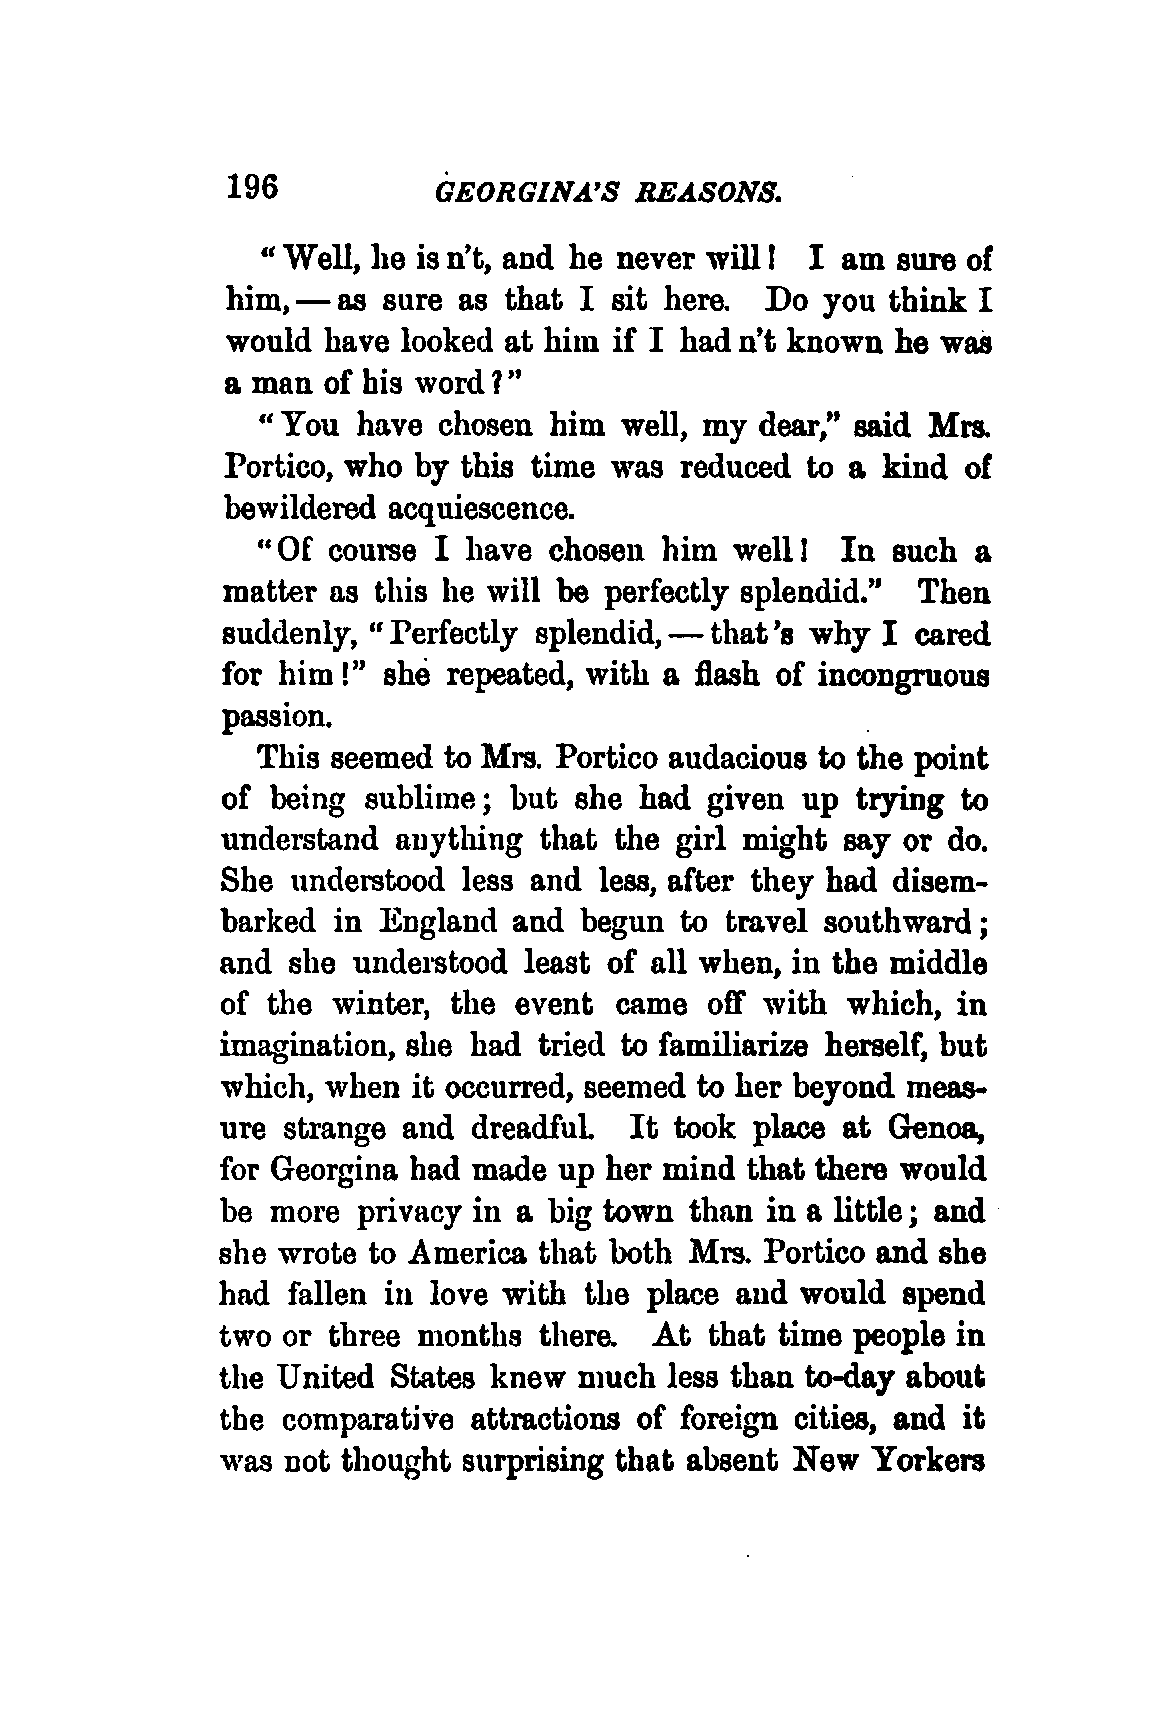 196 GEORGINA'S REASONS.
"Well, he is n't, and he never will! I am sure of
him,—as sure as that I sit here. Do you think I
would have looked at him if I had n't known he was
a man of his word?"
"You have chosen him well, my dear," said Mrs.
Portico, who by this time was reduced to a kind of
bewildered acquiescence.
"Of course I have chosen him well! In such a
matter as this he will be perfectly splendid." Then
suddenly, "Perfectly splendid,—that 's why I cared
for him!" she repeated, with a flash of incongruous
passion.
This seemed to Mrs. Portico audacious to the point
of being sublime; but she had given up trying to
understand anything that the girl might say or do.
She understood less and less, after they had disem-
barked in England and begun to travel southward;
and she understood least of all when, in the middle
of the winter, the event came off with which, in
imagination, she had tried to familiarize herself, but
which, when it occurred, seemed to her beyond meas-
ure strange and dreadful. It took place at Genoa,
for Georgina had made up her mind that there would
be more privacy in a big town than in a little; and
she wrote to America that both Mrs. Portico and she
had fallen in love with the place and would spend
two or three months there. At that time people in
the United States knew much less than to-day about
the comparative attractions of foreign cities, and it
was not thought surprising that absent New Yorkers